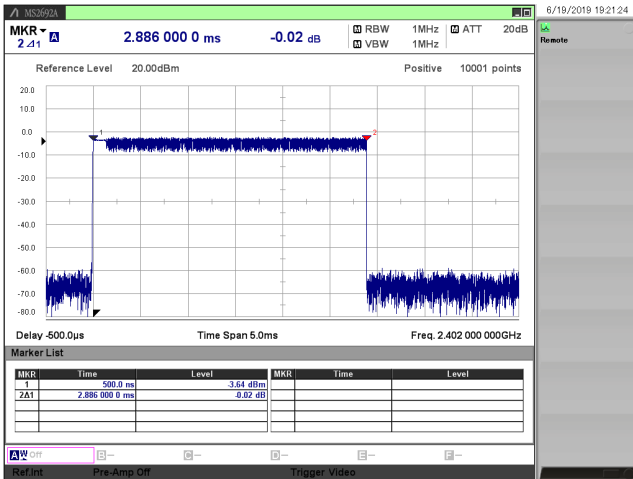 MS2692A
6/19/2019 19:21:24
MKR
2Δ1
A
2.886 000 0 ms
-0.02 dB
M RBW 1MHz M ATT 20dB
M VBW 1MHz
Remote
Reference Level 20.00dBm
Positive 10001 points
20.0
10.0
0.0
-10.0
-20.0
-30.0
-40.0
-50.0
-60.0
-70.0
-80.0
1
2
Delay -500.0µs
Time Span 5.0ms
Freq. 2.402 000 000GHz
Marker List
MKR Time Level MKR Time Level
1 500.0 ns -3.64 dBm
2Δ1 2.886 000 0 ms -0.02 dB
A W Off B— C— D— E— F—
Ref.Int Pre-Amp Off Trigger Video